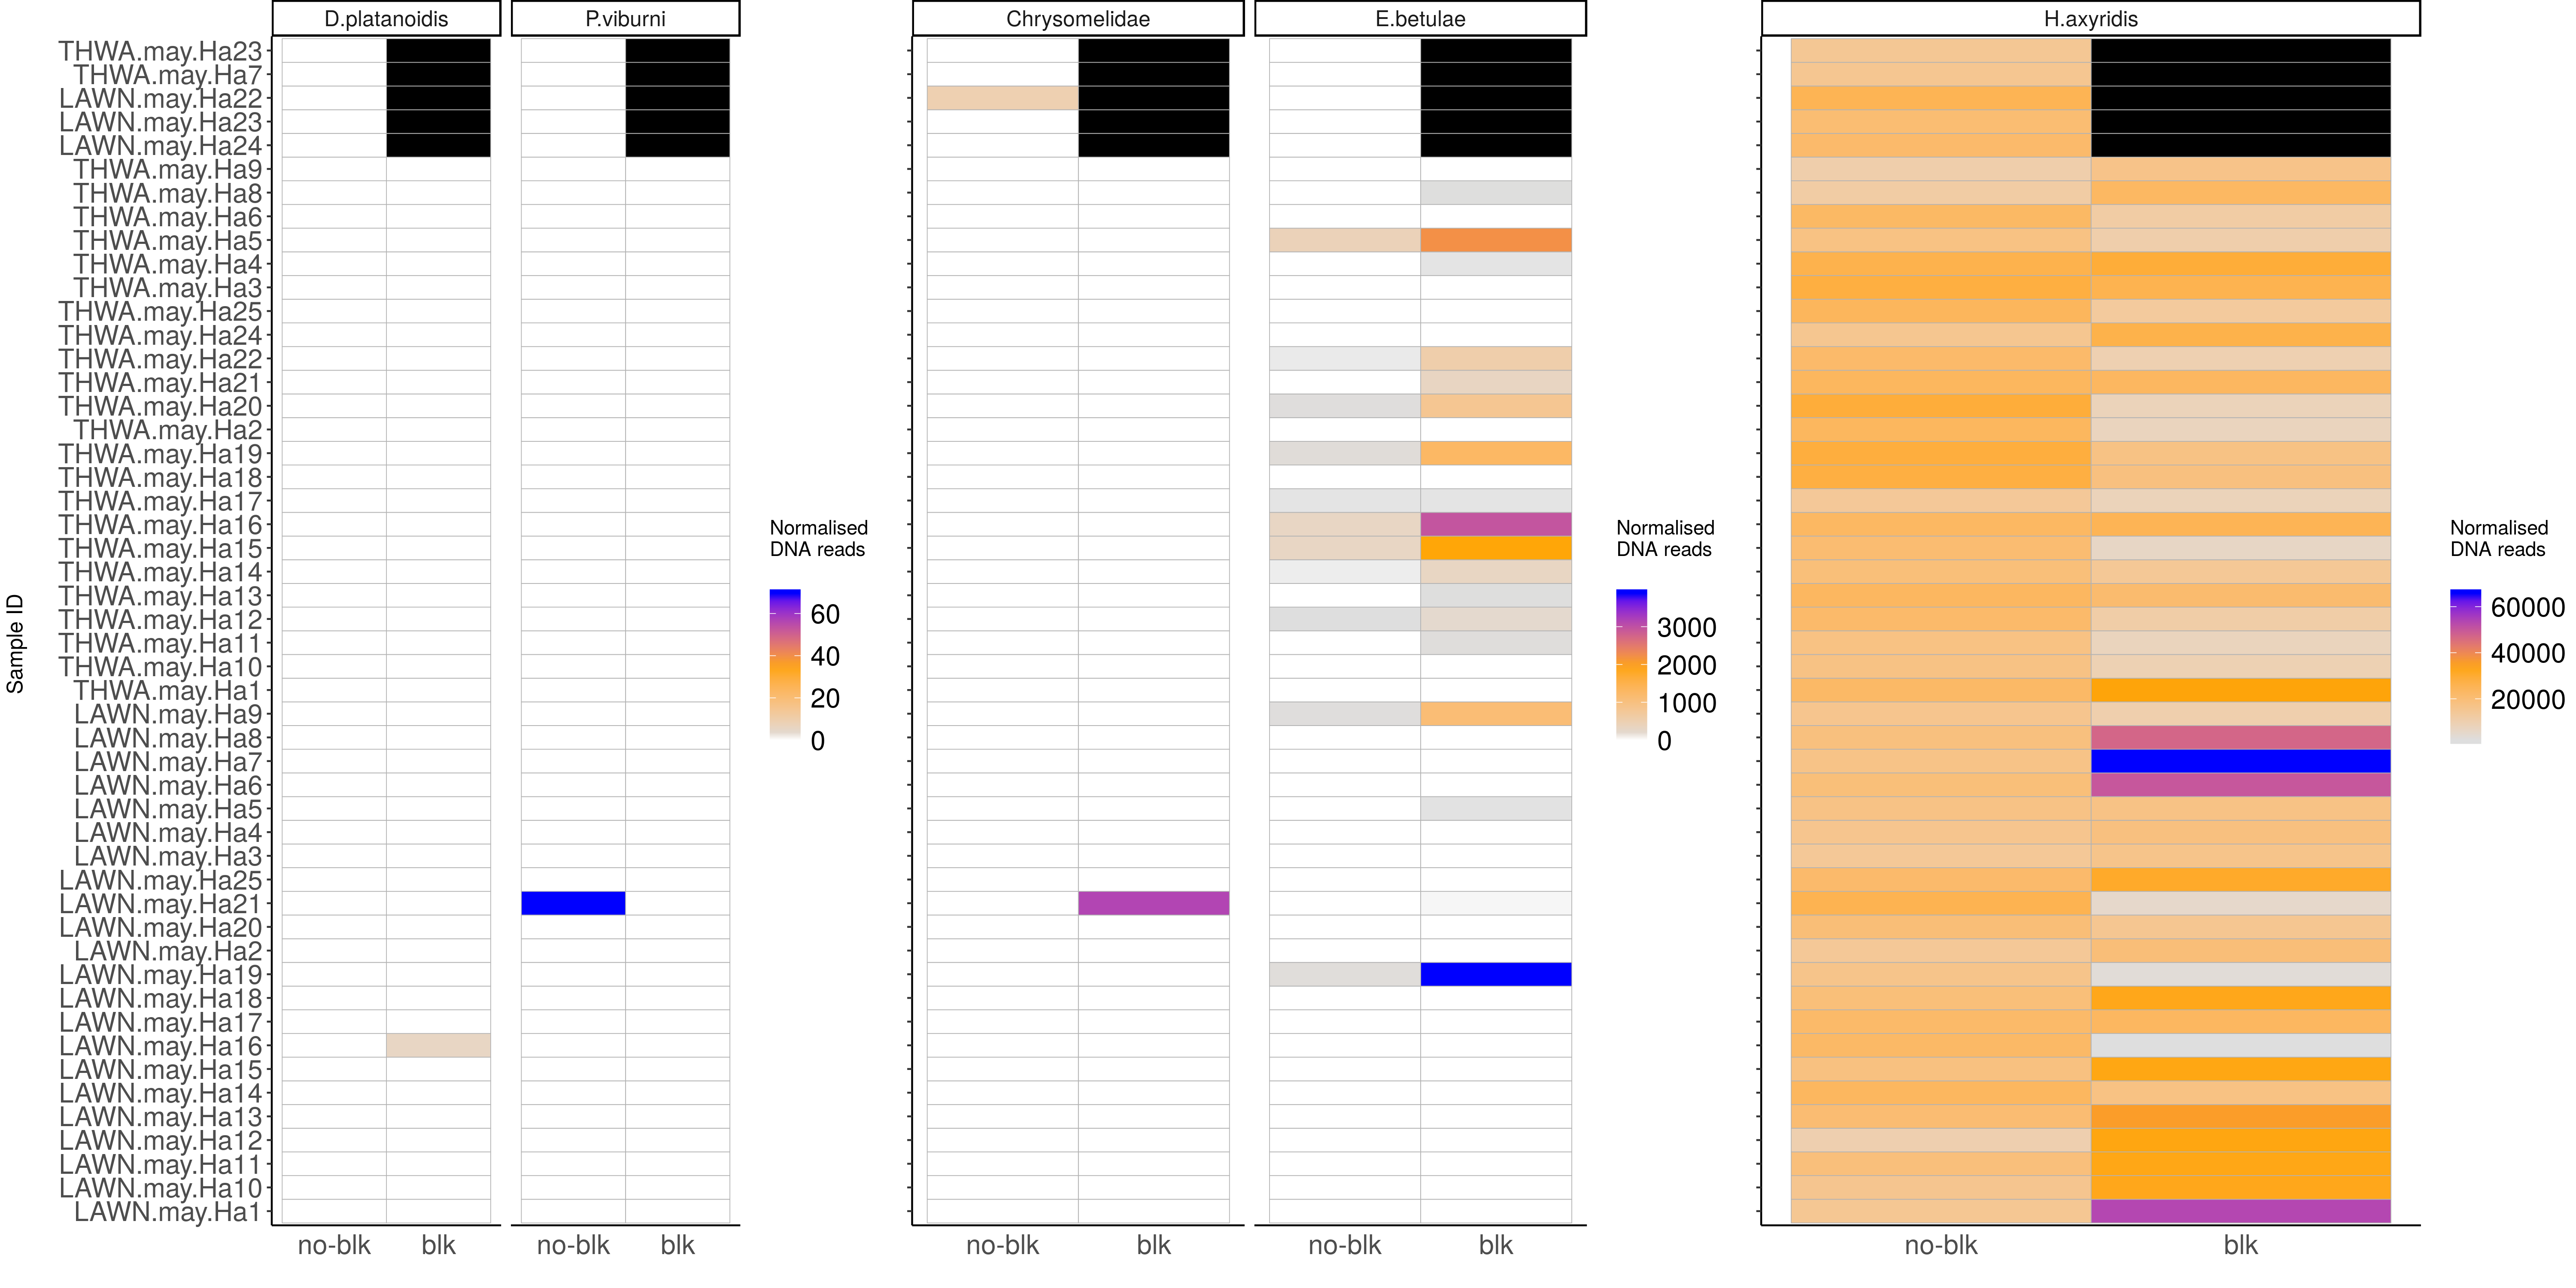 D.platanoidis
P.viburni
Chrysomelidae
E.betulae
H.axyridis
THWA.may.Ha23
THWA.may.Ha7
LAWN.may.Ha22
LAWN.may.Ha23
LAWN.may.Ha24
THWA.may.Ha9
THWA.may.Ha8
THWA.may.Ha6
THWA.may.Ha5
THWA.may.Ha4
THWA.may.Ha3
THWA.may.Ha25
THWA.may.Ha24
THWA.may.Ha22
THWA.may.Ha21
THWA.may.Ha20
THWA.may.Ha2
THWA.may.Ha19
THWA.may.Ha18
THWA.may.Ha17
THWA.may.Ha16
THWA.may.Ha15
THWA.may.Ha14
THWA.may.Ha13
THWA.may.Ha12
THWA.may.Ha11
THWA.may.Ha10
THWA.may.Ha1
LAWN.may.Ha9
LAWN.may.Ha8
LAWN.may.Ha7
LAWN.may.Ha6
LAWN.may.Ha5
LAWN.may.Ha4
LAWN.may.Ha3
LAWN.may.Ha25
LAWN.may.Ha21
LAWN.may.Ha20
LAWN.may.Ha2
LAWN.may.Ha19
LAWN.may.Ha18
LAWN.may.Ha17
LAWN.may.Ha16
LAWN.may.Ha15
LAWN.may.Ha14
LAWN.may.Ha13
LAWN.may.Ha12
LAWN.may.Ha11
LAWN.may.Ha10
LAWN.may.Ha1
Sample ID
no-blk
blk
no-blk
blk
Normalised
DNA reads
60
40
20
0
no-blk
blk
no-blk
blk
Normalised
DNA reads
3000
2000
1000
0
no-blk
blk
Normalised
DNA reads
60000
40000
20000